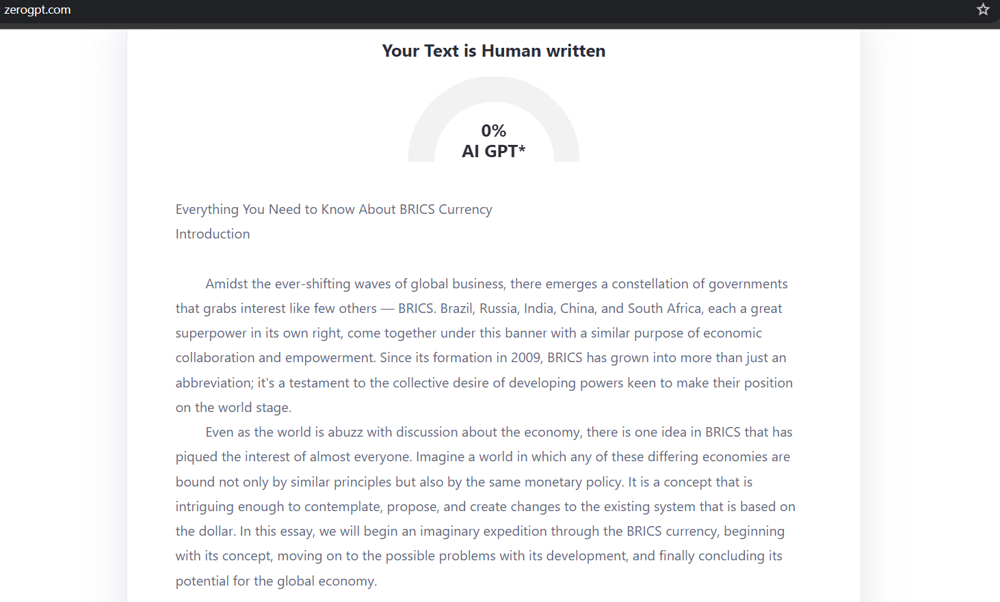 zerogpt.com
Your Text is Human written
0%
AI GPT*
Everything You Need to Know About BRICS Currency
Introduction
Amidst the ever-shifting waves of global business, there emerges a constellation of governments
that grabs interest like few others — BRICS. Brazil, Russia, India, China, and South Africa, each a great
superpower in its own right, come together under this banner with a similar purpose of economic
collaboration and empowerment. Since its formation in 2009, BRICS has grown into more than just an
abbreviation; it's a testament to the collective desire of developing powers keen to make their position
on the world stage.
Even as the world is abuzz with discussion about the economy, there is one idea in BRICS that has
piqued the interest of almost everyone. Imagine a world in which any of these differing economies are
bound not only by similar principles but also by the same monetary policy. It is a concept that is
intriguing enough to contemplate, propose, and create changes to the existing system that is based on
the dollar. In this essay, we will begin an imaginary expedition through the BRICS currency, beginning
with its concept, moving on to the possible problems with its development, and finally concluding its
potential for the global economy.